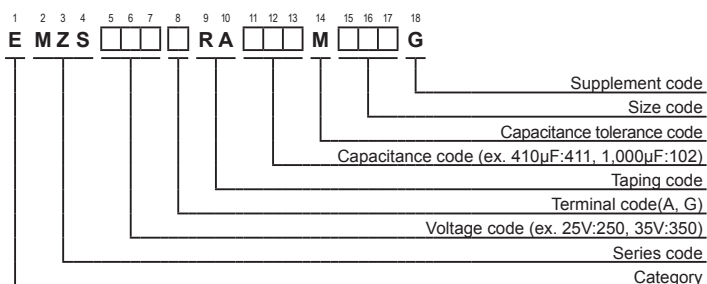 1 2 3 4 5 6 7 8 9 10 11 12 13 14 15 16 17 18
E M Z S □□□ □ R A □□□ M □□□ G
Supplement code
Size code
Capacitance tolerance code
Capacitance code (ex. 410µF:411, 1,000µF:102)
Taping code
Terminal code(A, G)
Voltage code (ex. 25V:250, 35V:350)
Series code
Category